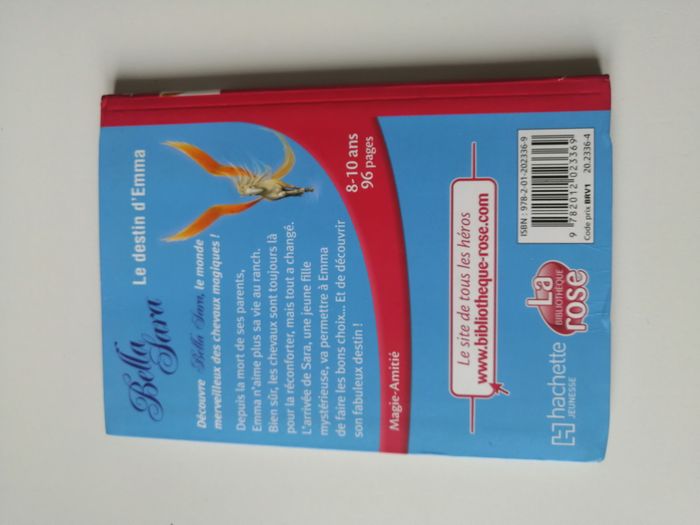 Bella
Sara
Le destin d'Emma
Découvre Bella Sara, le monde
merveilleux des chevaux magiques !
Depuis la mort de ses parents,
Emma n'aime plus sa vie au ranch.
Bien sûr, les chevaux sont toujours là
pour la réconforter, mais tout a changé.
L'arrivée de Sara, une jeune fille
mystérieuse, va permettre à Emma
de faire les bons choix... Et de découvrir
son fabuleux destin !
8-10 ans
96 pages
Magie-Amitié
Le site de tous les héros
www.bibliotheque-rose.com
hachette
JEUNESSE
La
BIBLIOTHEQUE
rose
ISBN : 978-2-01-202336-9
9 782012 023369
Code prix BRV1 20.2336-4